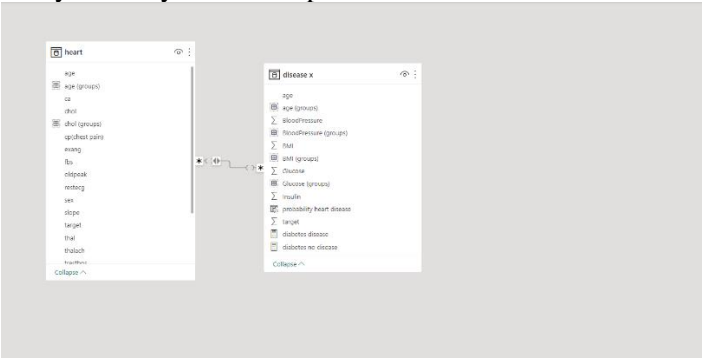 heart
age
age (groups)
ca
chol
chol (groups)
cp(chest pain)
exang
fbs
oldpeak
restecg
sex
slope
target
thal
thalach
Collapse
disease x
age
age (groups)
BloodPressure
BloodPressure (groups)
BMI
BMI (groups)
Glucose
Glucose (groups)
Insulin
probability heart disease
target
diabetes disease
diabetes no disease
Collapse